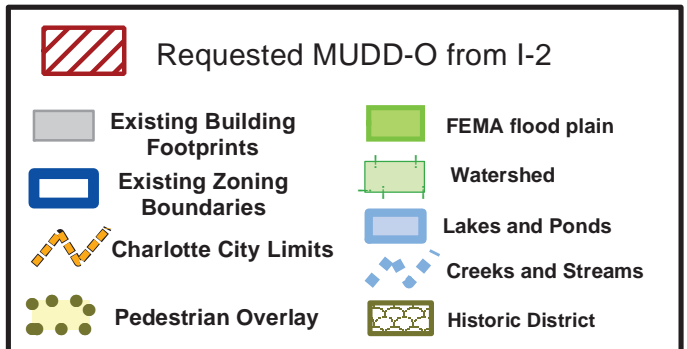 Requested MUDD-O from I-2
Existing Building
Footprints
Existing Zoning
Boundaries
Charlotte City Limits
Pedestrian Overlay
FEMA flood plain
Watershed
Lakes and Ponds
Creeks and Streams
Historic District